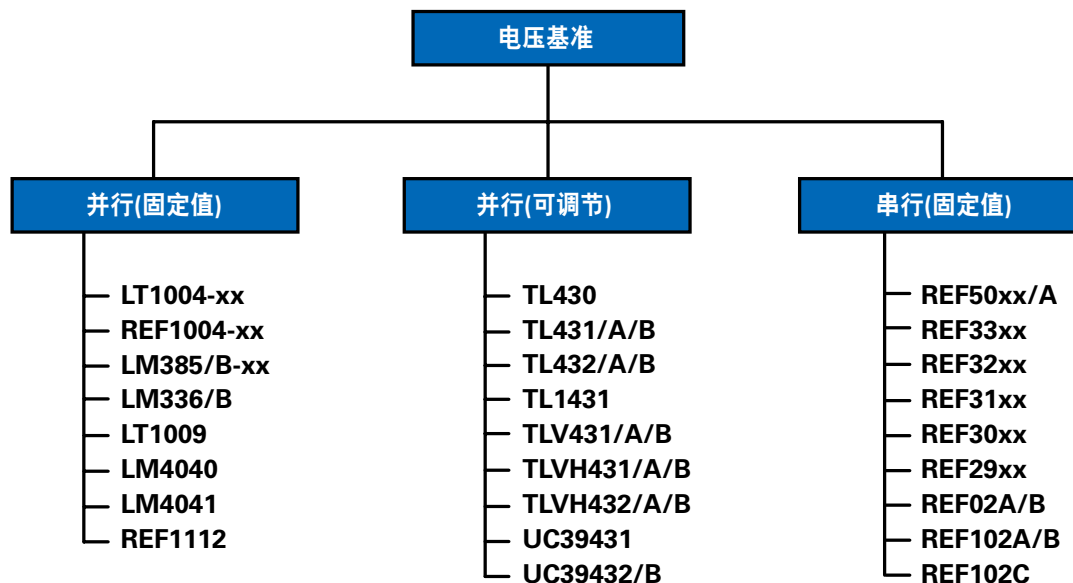 电压基准
并行(固定值)
LT1004-xx
REF1004-xx
LM385/B-xx
LM336/B
LT1009
LM4040
LM4041
REF1112
并行(可调节)
TL430
TL431/A/B
TL432/A/B
TL1431
TLV431/A/B
TLVH431/A/B
TLVH432/A/B
UC39431
UC39432/B
串行(固定值)
REF50xx/A
REF33xx
REF32xx
REF31xx
REF30xx
REF29xx
REF02A/B
REF102A/B
REF102C